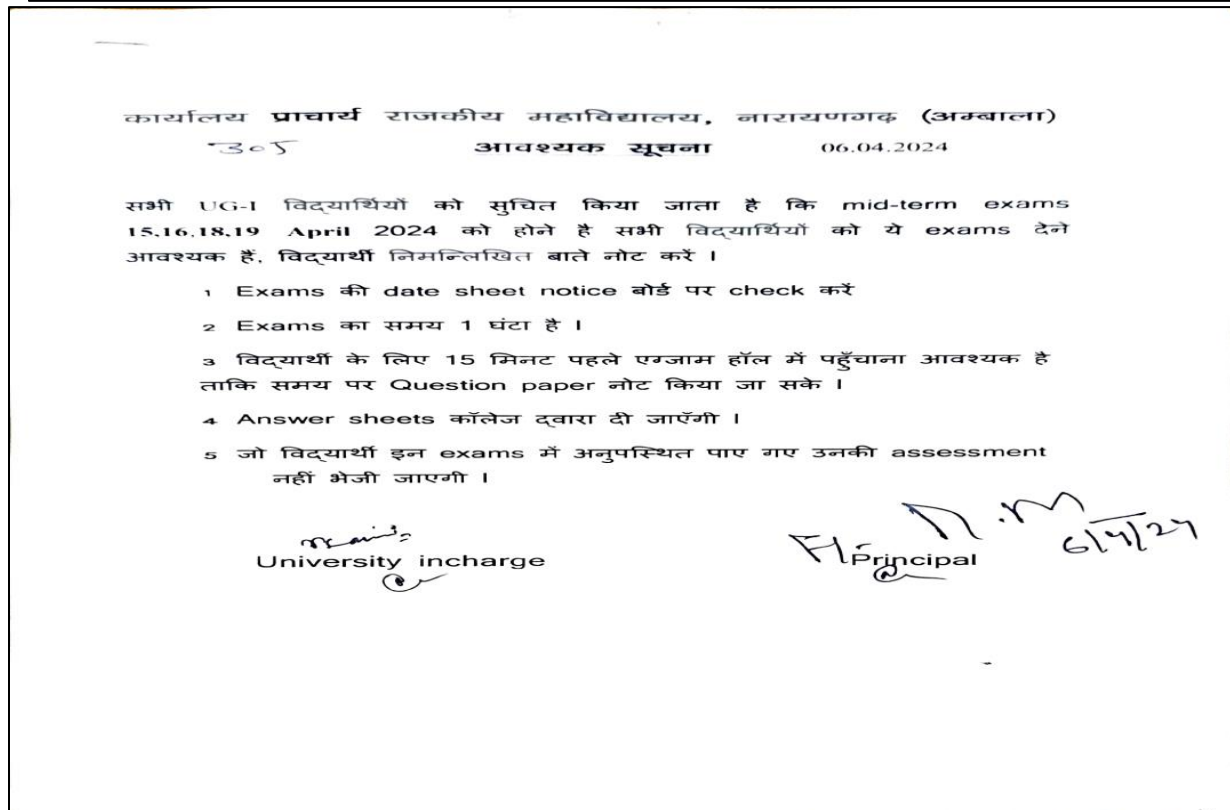 कार्यालय प्राचार्य राजकीय महाविद्यालय, नारायणगढ़ (अम्बाला)
305 आवश्यक सूचना 06.04.2024
सभी UG-I विद्यार्थियों को सुचित किया जाता है कि mid-term exams
15,16,18,19 April 2024 को होने है सभी विद्यार्थियों को ये exams देने
आवश्यक हैं, विद्यार्थी निमन्लिखित बाते नोट करें ।
1 Exams की date sheet notice बोर्ड पर check करें
2 Exams का समय 1 घंटा है ।
3 विद्यार्थी के लिए 15 मिनट पहले एग्जाम हॉल में पहुँचाना आवश्यक है
ताकि समय पर Question paper नोट किया जा सके ।
4 Answer sheets कॉलेज द्वारा दी जाएँगी ।
5 जो विद्यार्थी इन exams में अनुपस्थित पाए गए उनकी assessment
नहीं भेजी जाएगी ।
6/4/24
University incharge Principal